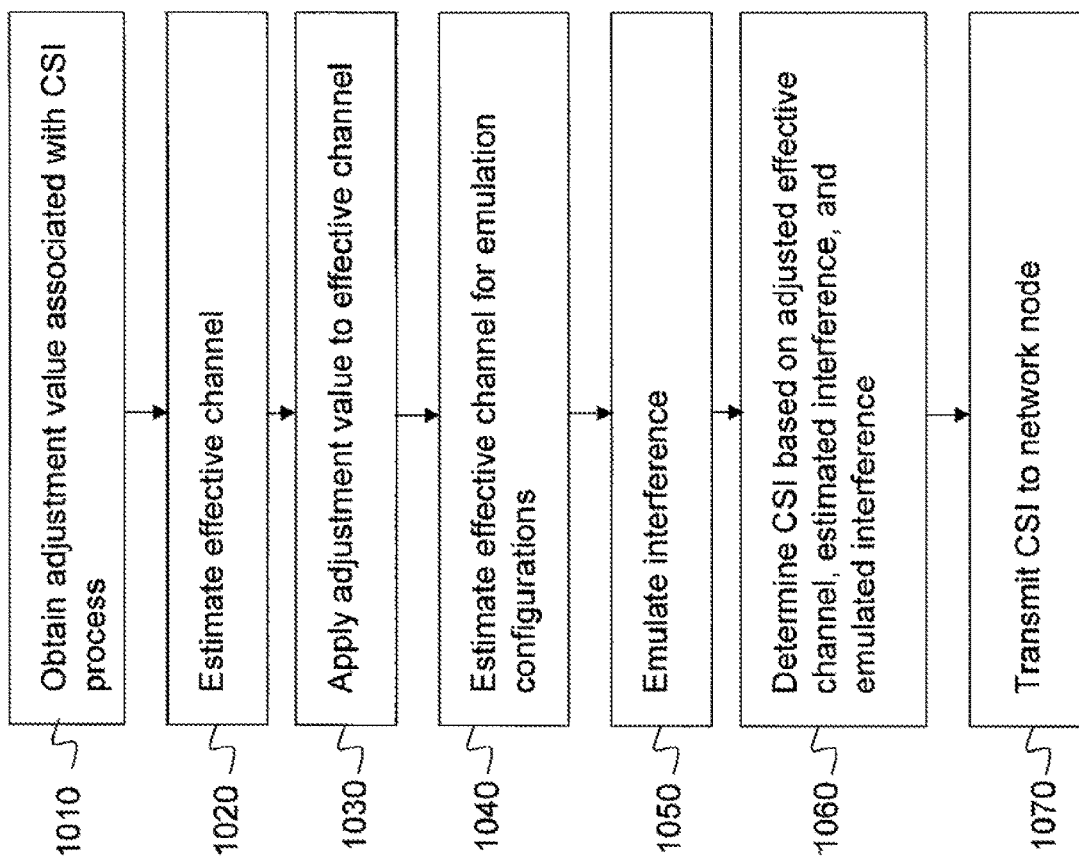 1010
Obtain adjustment value associated with CSI
process
1020
Estimate effective channel
1030
Apply adjustment value to effective channel
1040
Estimate effective channel for emulation
configurations
1050
Emulate interference
1060
Determine CSI based on adjusted effective
channel, estimated interference, and
emulated interference
1070
Transmit CSI to network node